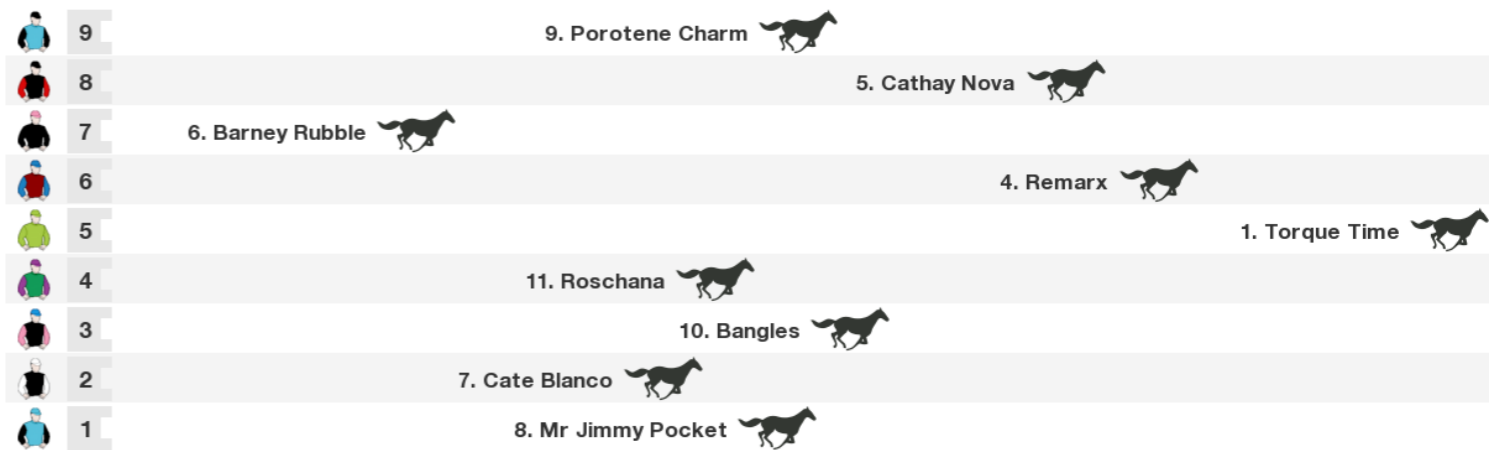 9 9. Porotene Charm
8 5. Cathay Nova
7 6. Barney Rubble
6 4. Remarx
5 1. Torque Time
4 11. Roschana
3 10. Bangles
2 7. Cate Blanco
1 8. Mr Jimmy Pocket